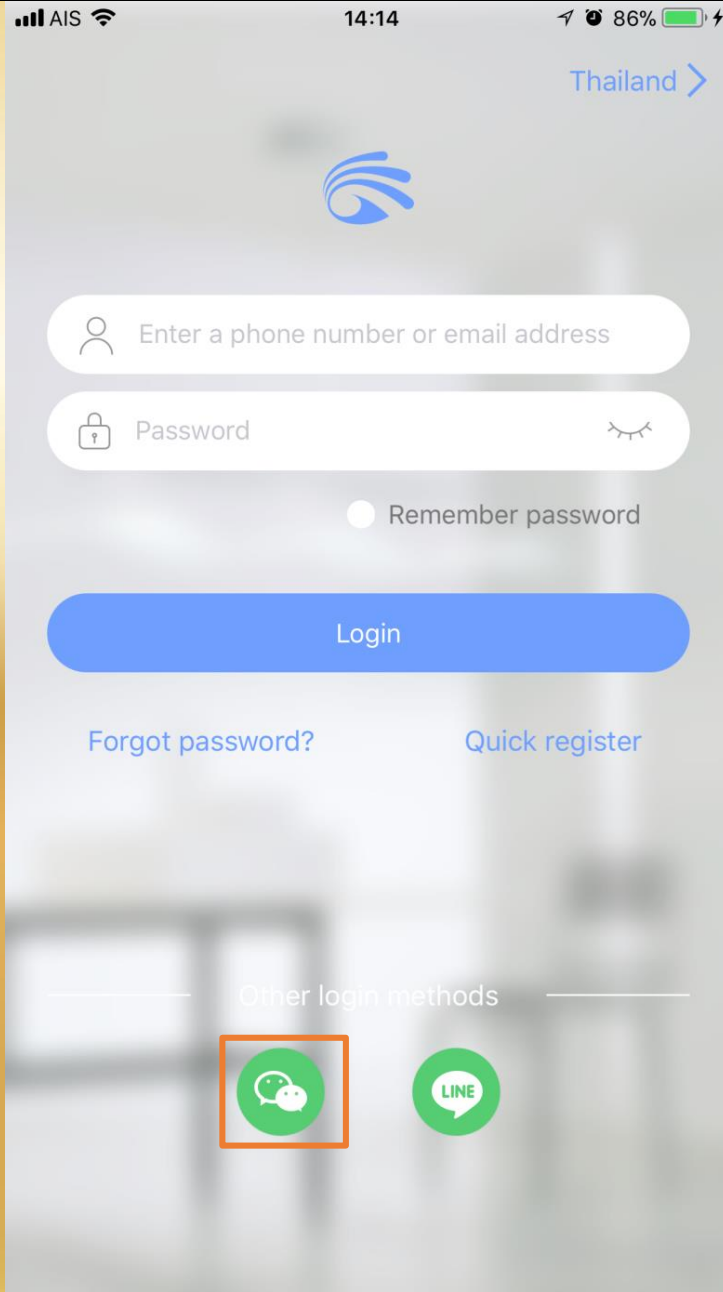 AIS 14:14 86%
Thailand
Enter a phone number or email address
Password
Remember password
Login
Forgot password? Quick register
Other login methods
LINE